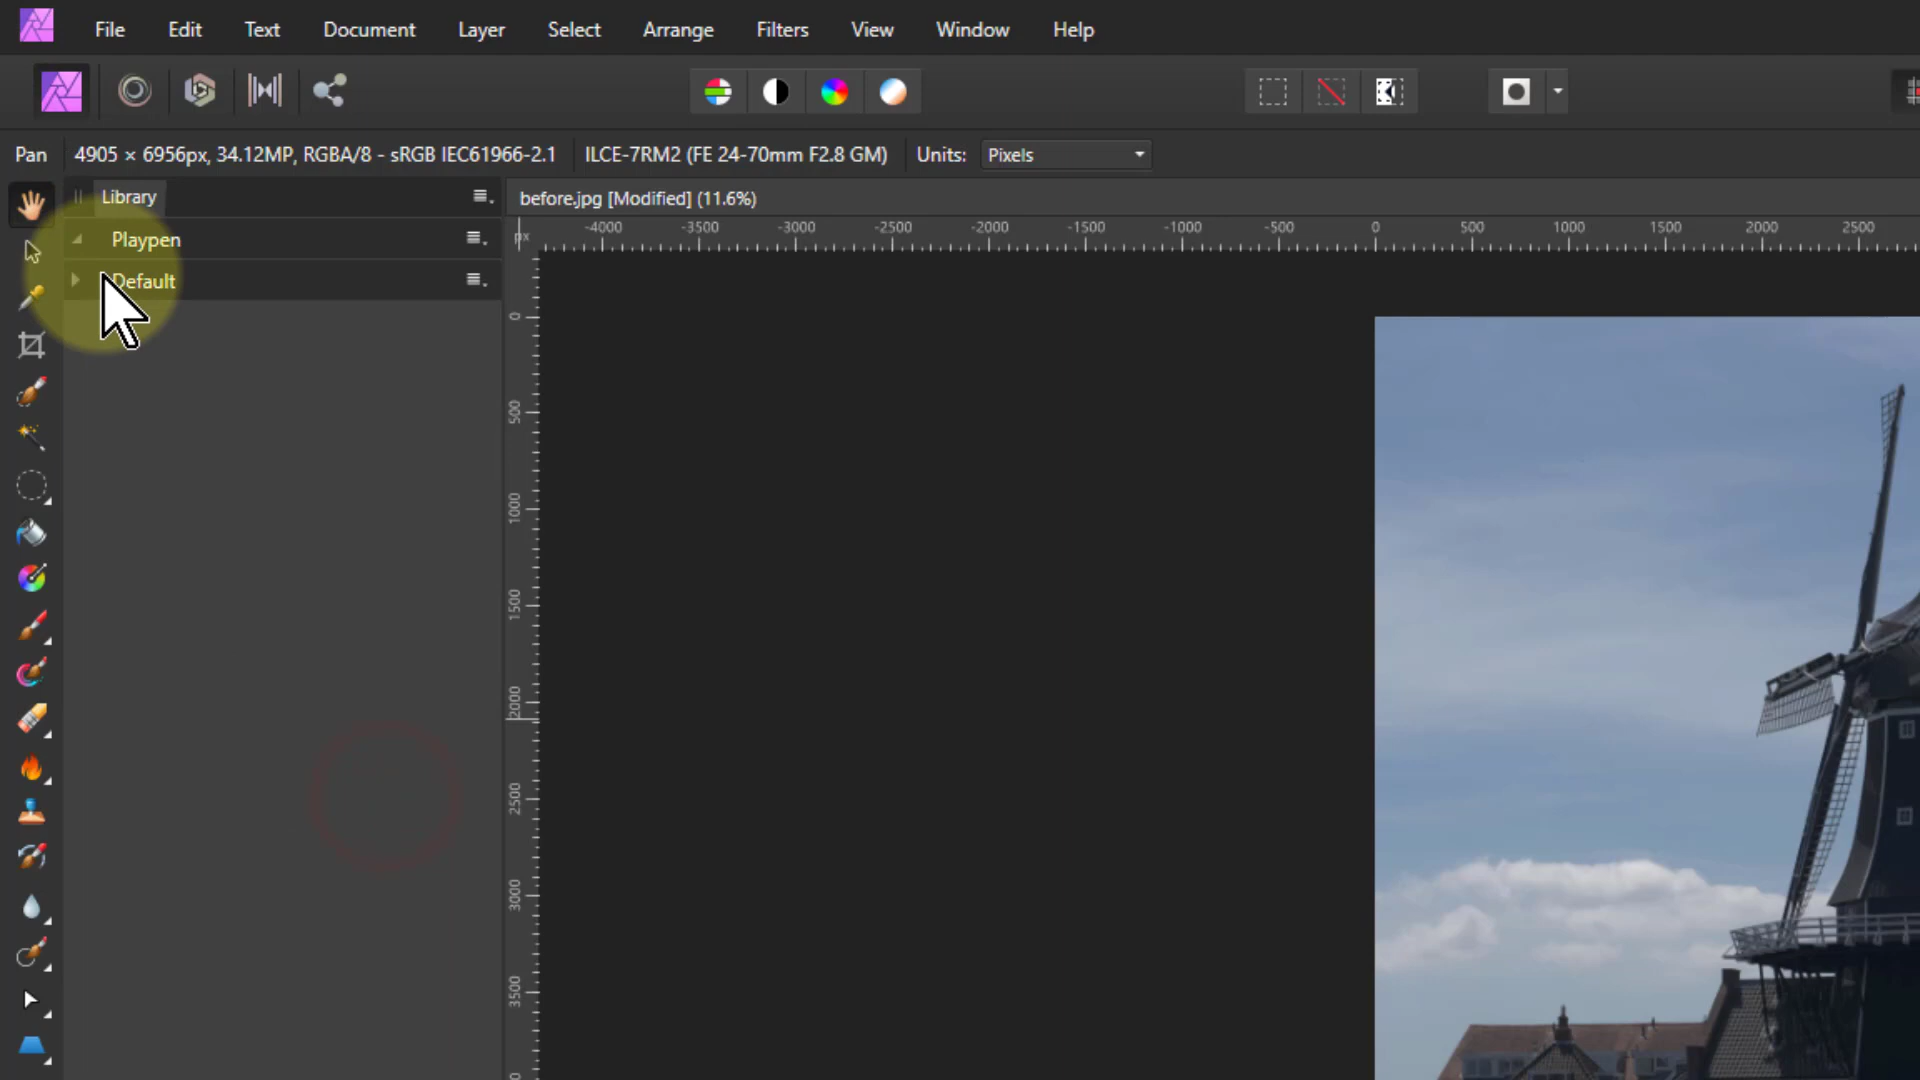 File Edit Text Document Layer Select Arrange Filters View Window Help
Pan 4905 × 6956px, 34.12MP, RGBA/8 - sRGB IEC61966-2.1 ILCE-7RM2 (FE 24-70mm F2.8 GM) Units: Pixels
Library
before.jpg [Modified] (11.6%)
px -4000 -3500 -3000 -2500 -2000 -1500 -1000 -500 0 500 1000 1500 2000 2500
Playpen
Default
0
500
1000
1500
2000
2500
3000
3500